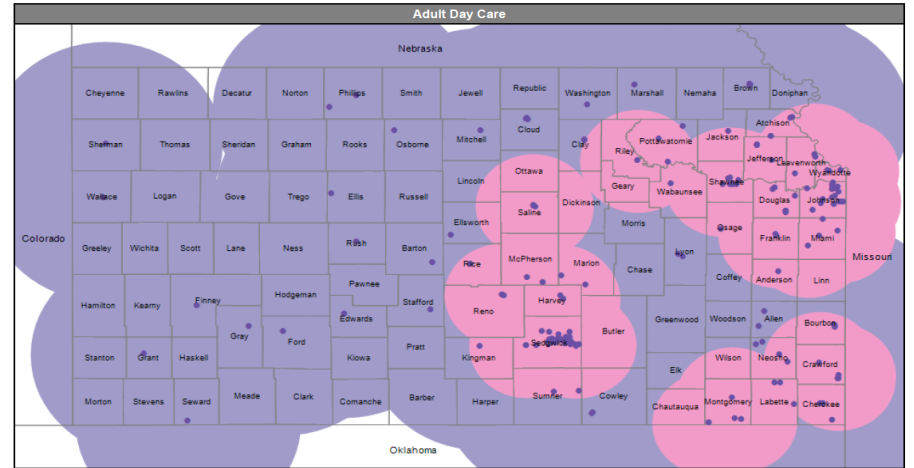 Adult Day Care
Nebraska
Cheyenne Rawlins Decatur Norton Phillips Smith Jewell Republic Washington Marshall Nemaha Brown Doniphan
Atchison
Sherman Thomas Sheridan Graham Rooks Osborne Mitchell Cloud Clay Riley Pottawatomie Jackson Jefferson Leavenworth
Wyandotte
Ottawa
Lincoln Geary Wabaunsee Shawnee
Wallace Logan Gove Trego Ellis Russell Saline Dickinson Douglas Johnson
Ellsworth Morris Osage
Colorado Greeley Wichita Scott Lane Ness Rush Barton Franklin Miami Missouri
Rice McPherson Marion Chase Lyon
Coffey Anderson Linn
Pawnee
Hamilton Kearny Finney Hodgeman Stafford Reno Harvey
Edwards Greenwood Woodson Allen Bourbon
Gray Ford Butler
Stanton Grant Haskell Kiowa Pratt Kingman Sedgwick Wilson Neosho Crawford
Elk
Morton Stevens Seward Meade Clark Comanche Barber Harper Sumner Cowley Chautauqua Montgomery Labette Cherokee
Oklahoma